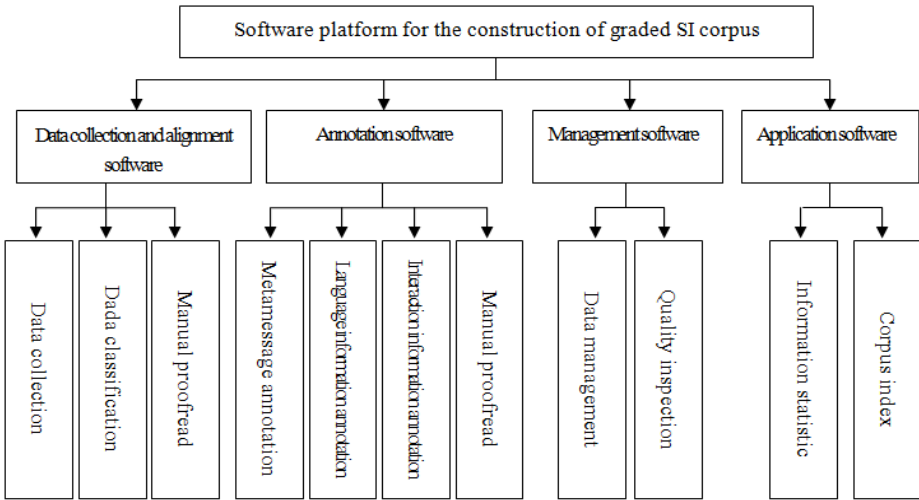 Software platform for the construction of graded SI corpus
Data collection and alignment
software
Annotation software
Management software
Application software
Data collection
Dada classification
Manual proofread
Metamessage annotation
Language information annotation
Interaction information annotation
Manual proofread
Data management
Quality inspection
Information statistic
Corpus index